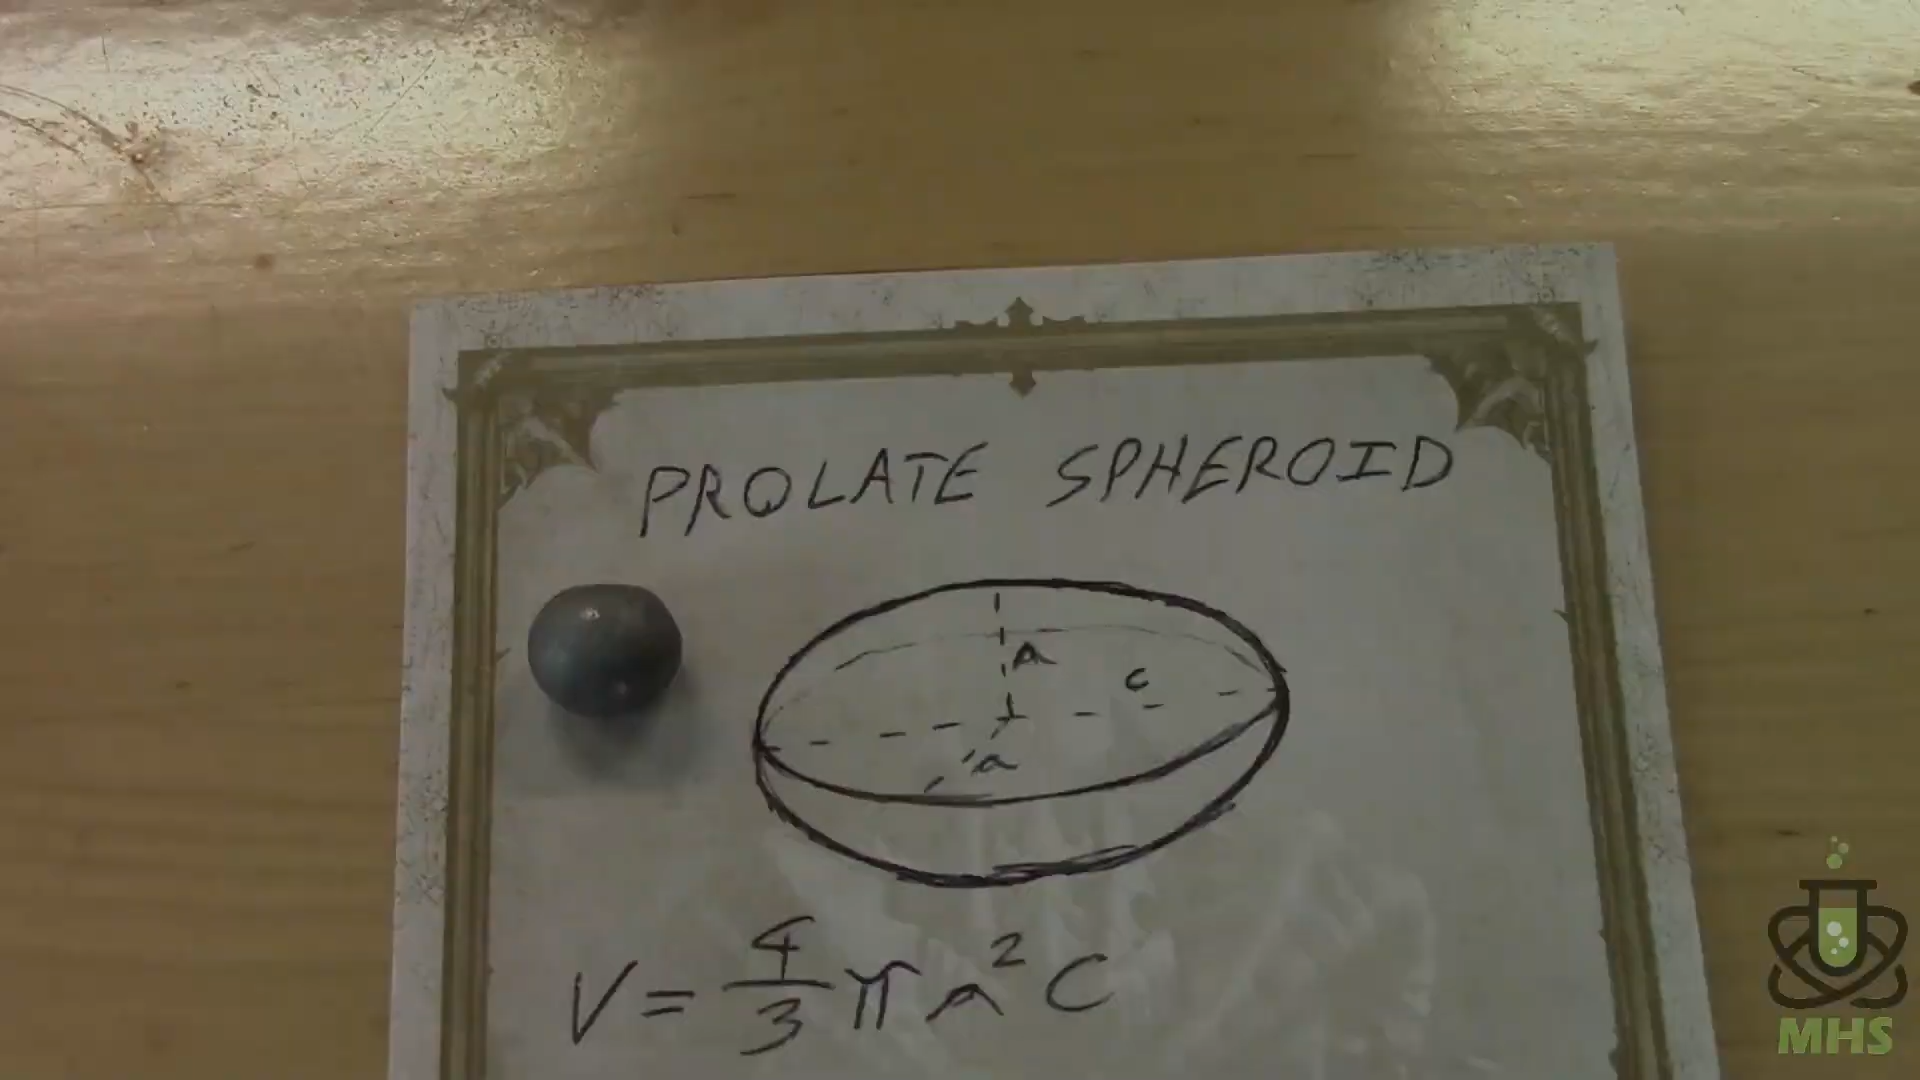 PROLATE SPHEROID
a
c
a
V = 4/3 π a² c
MHS